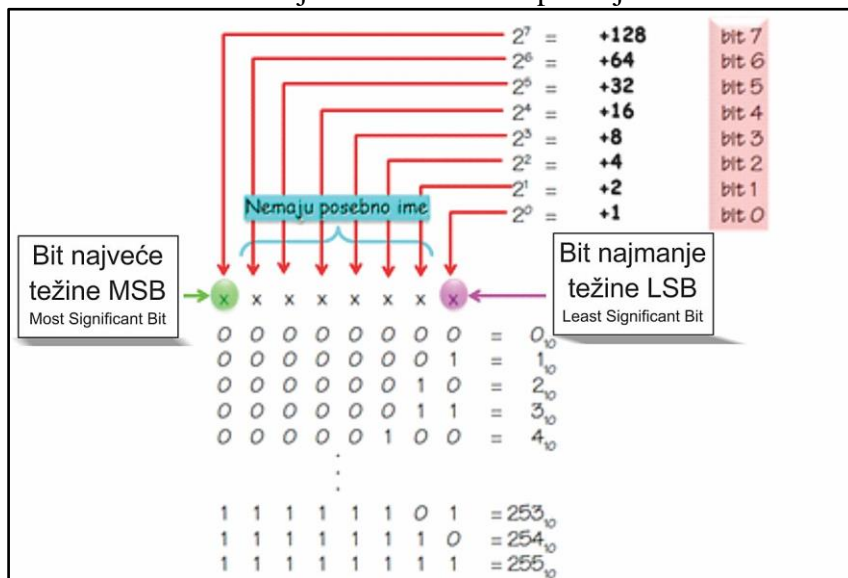 2⁷ = +128 bit 7
2⁶ = +64 bit 6
2⁵ = +32 bit 5
2⁴ = +16 bit 4
2³ = +8 bit 3
2² = +4 bit 2
2¹ = +2 bit 1
2⁰ = +1 bit 0
Nemaju posebno ime
Bit najveće
težine MSB
Most Significant Bit
Bit najmanje
težine LSB
Least Significant Bit
x x x x x x x x
0 0 0 0 0 0 0 0 = 0₁₀
0 0 0 0 0 0 0 1 = 1₁₀
0 0 0 0 0 0 1 0 = 2₁₀
0 0 0 0 0 0 1 1 = 3₁₀
0 0 0 0 0 1 0 0 = 4₁₀
.
.
.
1 1 1 1 1 1 0 1 = 253₁₀
1 1 1 1 1 1 1 0 = 254₁₀
1 1 1 1 1 1 1 1 = 255₁₀